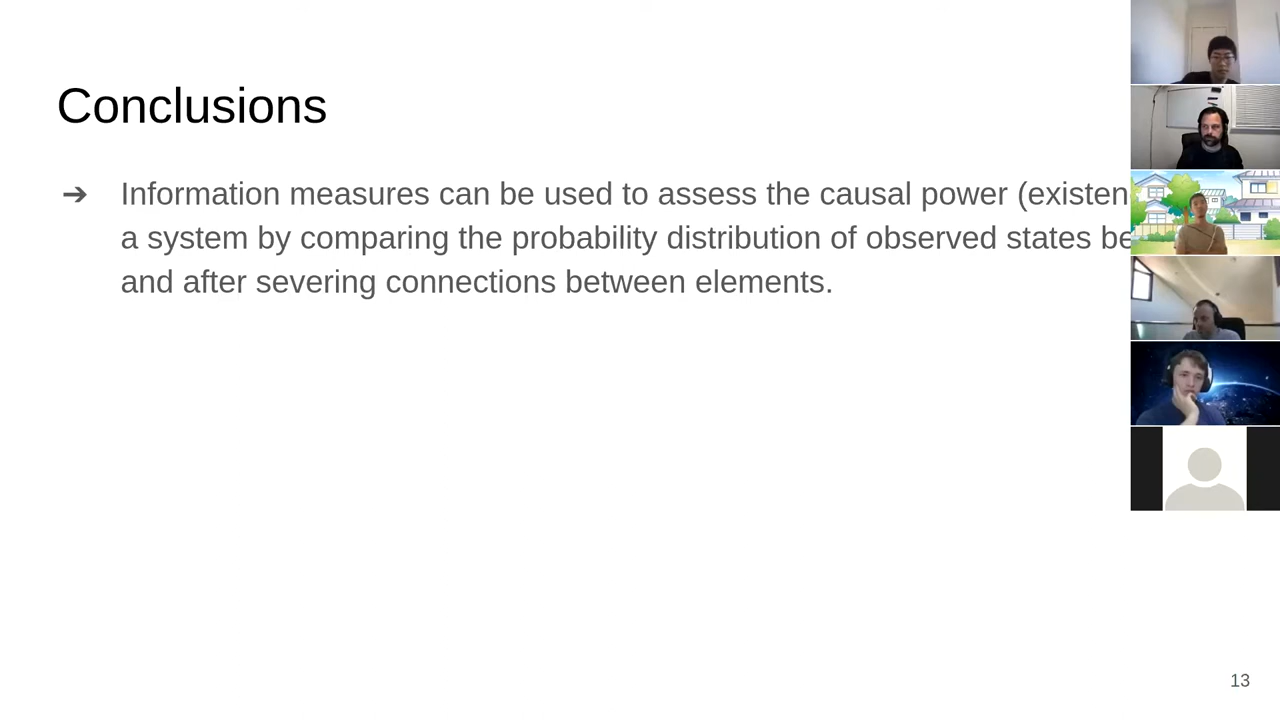 Conclusions
➔ Information measures can be used to assess the causal power (existen
a system by comparing the probability distribution of observed states be
and after severing connections between elements.
13